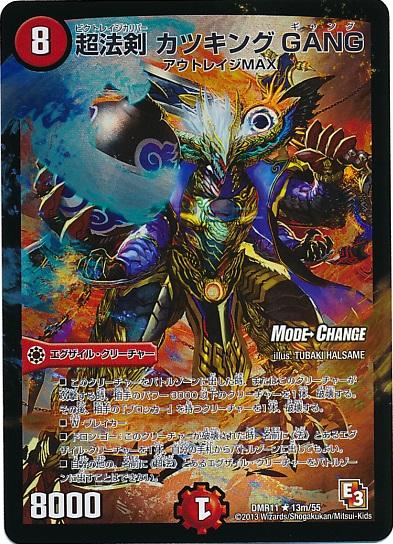 8
ビクトレイジカリバー
ギャング
超法剣 カツキング GANG
アウトレイジMAX
MODE CHANGE
illus. TUBAKI HALSAME
エグザイル・クリーチャー
■ このクリーチャーをバトルゾーンに出した時、またはこのクリーチャーが
破壊する時、相手のパワー3000以下のクリーチャーを1体、破壊する。
その後、相手の「ブロッカー」を持つクリーチャーを1体、破壊する。
■ W・ブレイカー
■ ドロン・ゴー:このクリーチャーが破壊された時、名前に《法》とあるエグ
ザイル・クリーチャーを1体、自分の手札からバトルゾーンに出してもよい。
■ 自分の他の、名前に《法》とあるエグザイル・クリーチャーをバトルゾー
ンに出すことはできない。
8000
1
E3
DMR11 ★ 13m/55
©2013 Wizards/Shogakukan/Mitsui-Kids